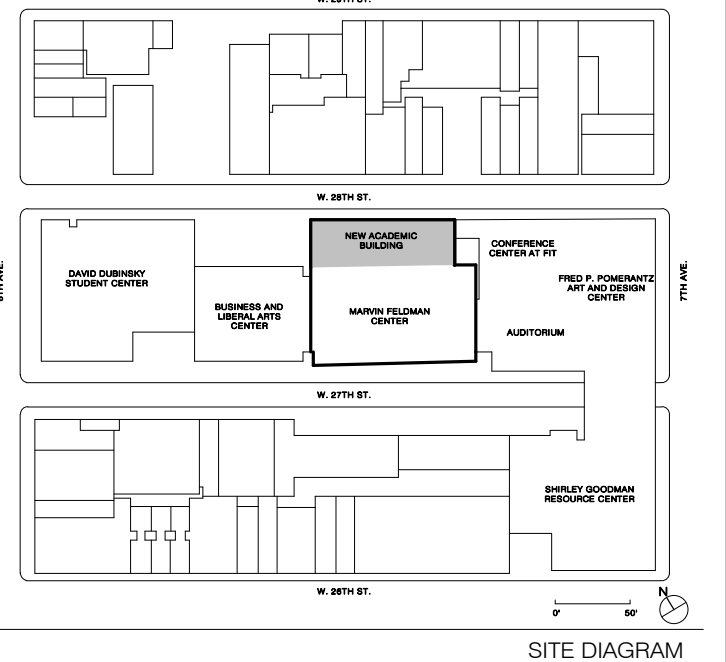 W. 28TH ST.
NEW ACADEMIC
BUILDING
CONFERENCE
CENTER AT FIT
DAVID DUBINSKY
STUDENT CENTER
FRED P. POMERANTZ
ART AND DESIGN
CENTER
7TH AVE.
BUSINESS AND
LIBERAL ARTS
CENTER
MARVIN FELDMAN
CENTER
AUDITORIUM
W. 27TH ST.
SHIRLEY GOODMAN
RESOURCE CENTER
W. 26TH ST.
N
0'
50'
SITE DIAGRAM